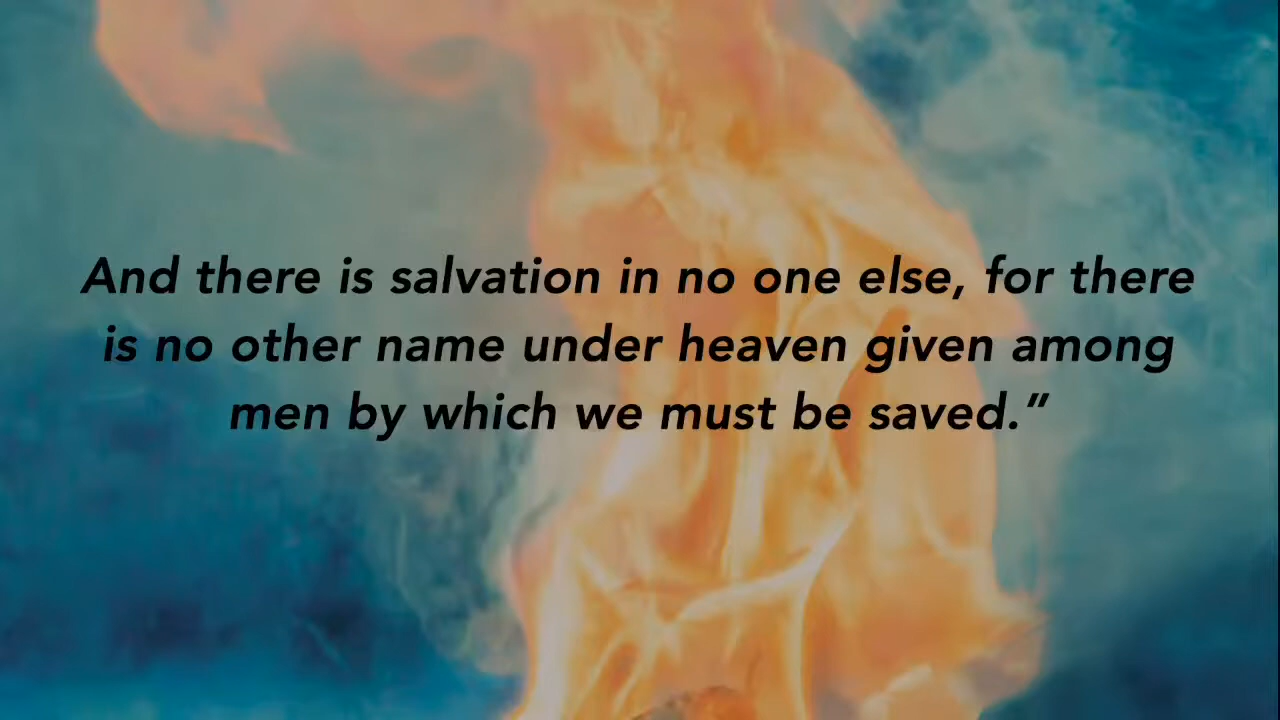 And there is salvation in no one else, for there
is no other name under heaven given among
men by which we must be saved.”